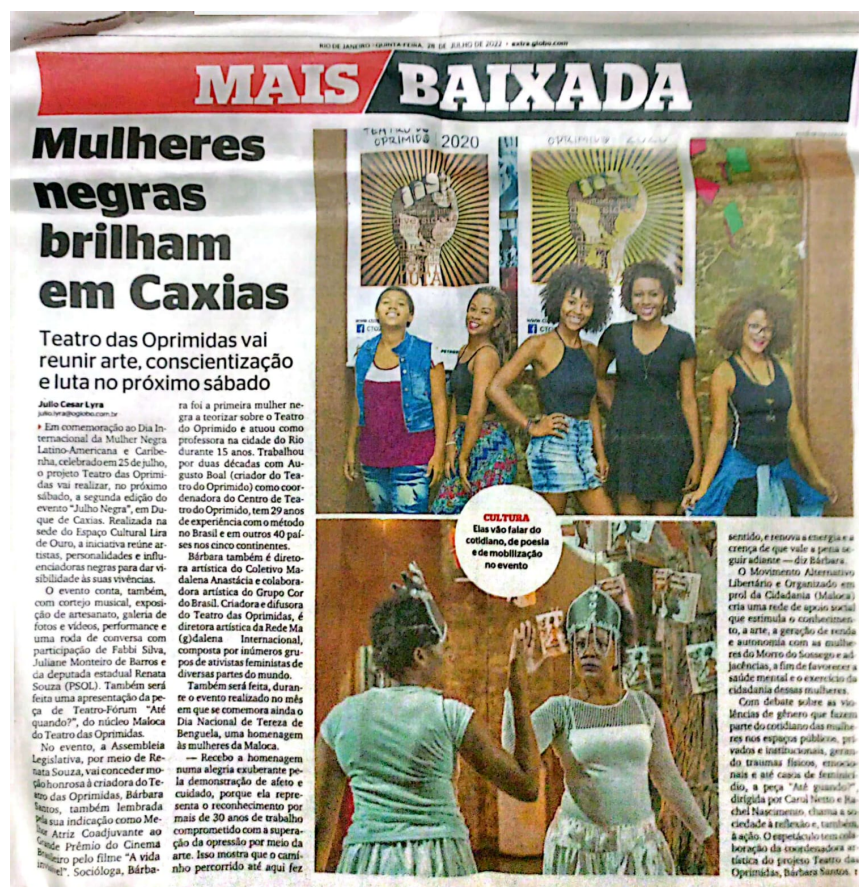 RIO DE JANEIRO - QUINTA-FEIRA, 28 DE JULHO DE 2022 • extra.globo.com
MAIS BAIXADA
Mulheres
negras
brilham
em Caxias
Teatro das Oprimidas vai
reunir arte, conscientização
e luta no próximo sábado
Julio Cesar Lyra
julio.lyra@oglobo.com.br
Em comemoração ao Dia In-
ternacional da Mulher Negra
Latino-Americana e Caribe-
nha, celebrado em 25 de julho,
o projeto Teatro das Oprimi-
das vai realizar, no próximo
sábado, a segunda edição do
evento "Julho Negra", em Du-
que de Caxias. Realizada na
sede do Espaço Cultural Lira
de Ouro, a iniciativa reúne ar-
tistas, personalidades e influ-
enciadoras negras para dar vi-
sibilidade às suas vivências.
O evento conta, também,
com cortejo musical, exposi-
ção de artesanato, galeria de
fotos e vídeos, performance e
uma roda de conversa com
participação de Fabbi Silva,
Juliane Monteiro de Barros e
da deputada estadual Renata
Souza (PSOL). Também será
feita uma apresentação da pe-
ça de Teatro-Fórum "Até
quando?", do núcleo Maloca
do Teatro das Oprimidas.
No evento, a Assembleia
Legislativa, por meio de Re-
nata Souza, vai conceder mo-
ção honrosa à criadora do Te-
atro das Oprimidas, Bárbara
Santos, também lembrada
pela sua indicação como Me-
lhor Atriz Coadjuvante ao
Grande Prêmio do Cinema
Brasileiro pelo filme "A vida
invisível". Socióloga, Bárba-
ra foi a primeira mulher ne-
gra a teorizar sobre o Teatro
do Oprimido e atuou como
professora na cidade do Rio
durante 15 anos. Trabalhou
por duas décadas com Au-
gusto Boal (criador do Tea-
tro do Oprimido) como coor-
denadora do Centro de Tea-
tro do Oprimido, tem 29 anos
de experiência com o método
no Brasil e em outros 40 paí-
ses nos cinco continentes.
Bárbara também é direto-
ra artística do Coletivo Ma-
dalena Anastácia e colabora-
dora artística do Grupo Cor
do Brasil. Criadora e difusora
do Teatro das Oprimidas, é
diretora artística da Rede Ma
(g)dalena Internacional,
composta por inúmeros gru-
pos de ativistas feministas de
diversas partes do mundo.
Também será feita, duran-
te o evento realizado no mês
em que se comemora ainda o
Dia Nacional de Tereza de
Benguela, uma homenagem
às mulheres da Maloca.
— Recebo a homenagem
numa alegria exuberante pe-
la demonstração de afeto e
cuidado, porque ela repre-
senta o reconhecimento por
mais de 30 anos de trabalho
comprometido com a supera-
ção da opressão por meio da
arte. Isso mostra que o cami-
nho percorrido até aqui fez
TEATRO DO
OPRIMIDO 2020
OPRIMIDO 2020
LUTA
CULTURA
Elas vão falar do
cotidiano, de poesia
e de mobilização
no evento
sentido, e renova a energia e a
crença de que vale a pena se-
guir adiante — diz Bárbara.
O Movimento Alternativo
Libertário e Organizado em
prol da Cidadania (Maloca)
cria uma rede de apoio social
que estimula o conhecimen-
to, a arte, a geração de renda
e autonomia com as mulhe-
res do Morro do Sossego e ad-
jacências, a fim de favorecer a
saúde mental e o exercício da
cidadania dessas mulheres.
Com debate sobre as vio-
lências de gênero que fazem
parte do cotidiano das mulhe-
res nos espaços públicos, pri-
vados e institucionais, geran-
do traumas físicos, emocio-
nais e até casos de feminicí-
dio, a peça "Até quando?",
dirigida por Carul Netto e Ra-
chel Nascimento, chama a so-
ciedade à reflexão e, também,
à ação. O espetáculo tem cola-
boração da coordenadora ar-
tística do projeto Teatro das
Oprimidas, Bárbara Santos.